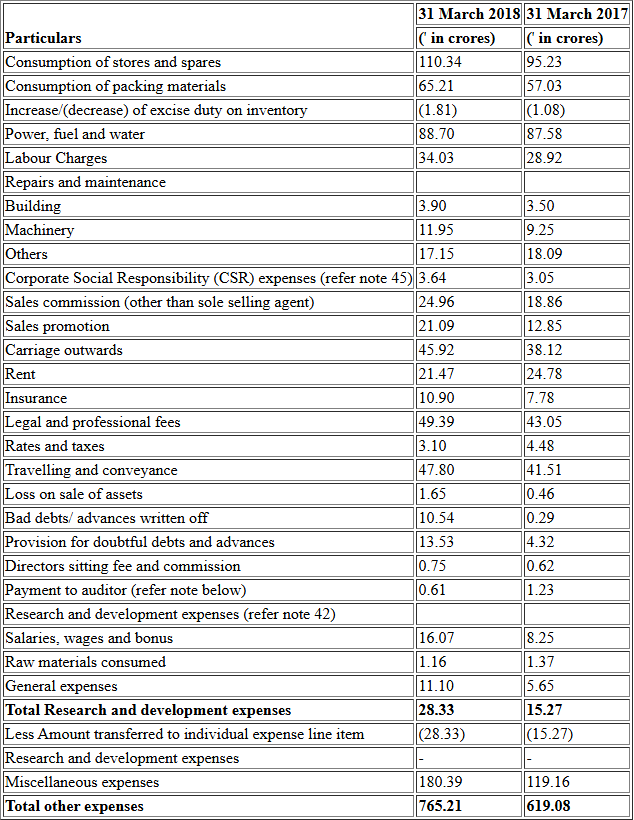 31 March 2018 31 March 2017
Particulars (' in crores) (' in crores)
Consumption of stores and spares 110.34 95.23
Consumption of packing materials 65.21 57.03
Increase/(decrease) of excise duty on inventory (1.81) (1.08)
Power, fuel and water 88.70 87.58
Labour Charges 34.03 28.92
Repairs and maintenance
Building 3.90 3.50
Machinery 11.95 9.25
Others 17.15 18.09
Corporate Social Responsibility (CSR) expenses (refer note 45) 3.64 3.05
Sales commission (other than sole selling agent) 24.96 18.86
Sales promotion 21.09 12.85
Carriage outwards 45.92 38.12
Rent 21.47 24.78
Insurance 10.90 7.78
Legal and professional fees 49.39 43.05
Rates and taxes 3.10 4.48
Travelling and conveyance 47.80 41.51
Loss on sale of assets 1.65 0.46
Bad debts/ advances written off 10.54 0.29
Provision for doubtful debts and advances 13.53 4.32
Directors sitting fee and commission 0.75 0.62
Payment to auditor (refer note below) 0.61 1.23
Research and development expenses (refer note 42)
Salaries, wages and bonus 16.07 8.25
Raw materials consumed 1.16 1.37
General expenses 11.10 5.65
Total Research and development expenses 28.33 15.27
Less Amount transferred to individual expense line item (28.33) (15.27)
Research and development expenses - -
Miscellaneous expenses 180.39 119.16
Total other expenses 765.21 619.08